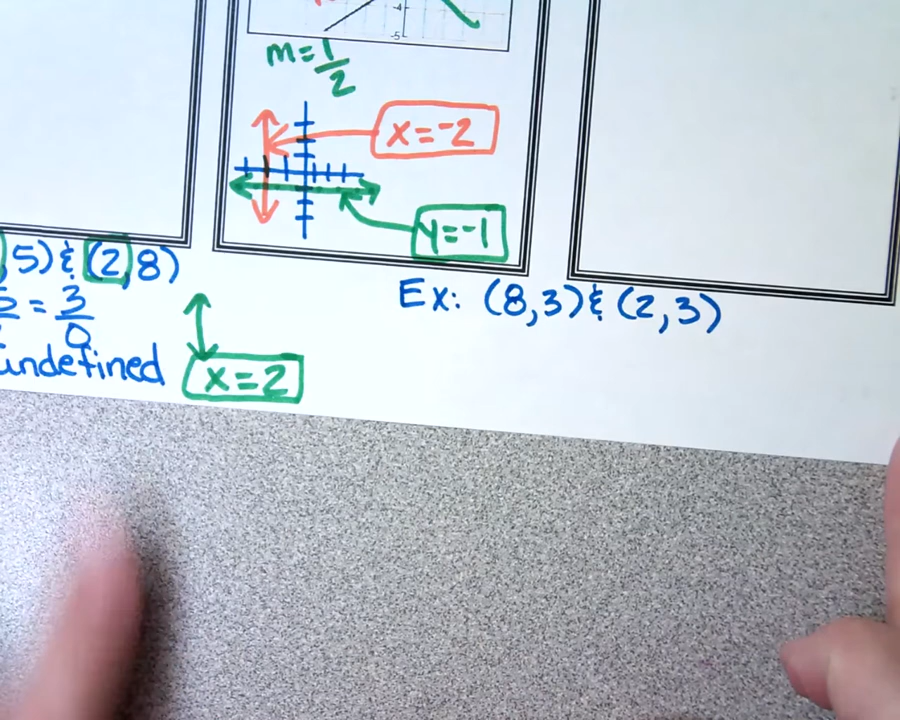 -4
-5
m=1/2
x=-2
y=-1
,5) & (2,8)
= 3/0
undefined
x=2
Ex: (8,3) & (2,3)